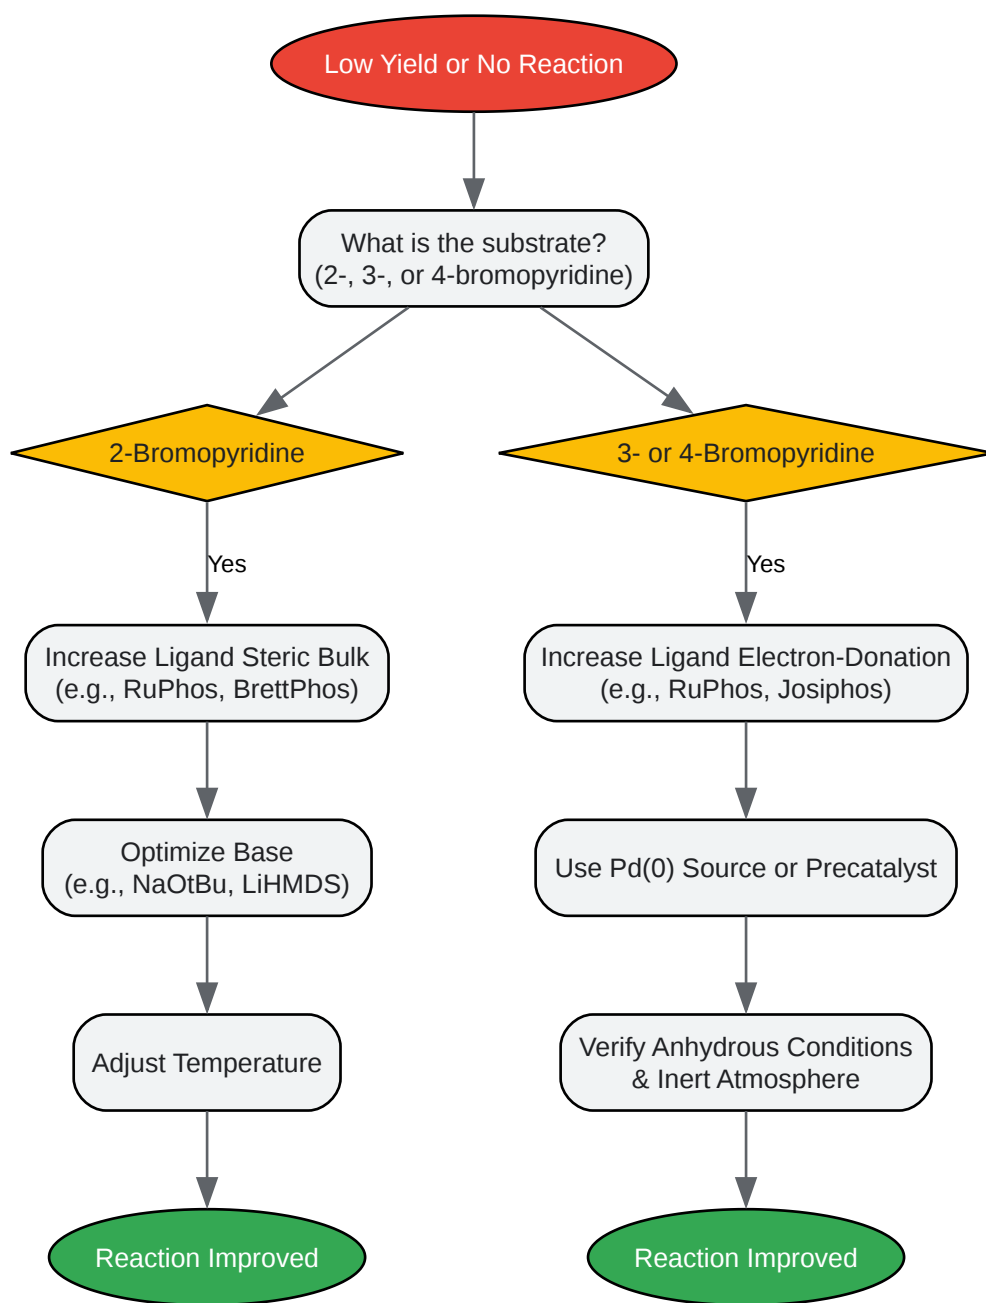 Low Yield or No Reaction
What is the substrate?
(2-, 3-, or 4-bromopyridine)
2-Bromopyridine
3- or 4-Bromopyridine
Yes
Yes
Increase Ligand Steric Bulk
(e.g., RuPhos, BrettPhos)
Increase Ligand Electron-Donation
(e.g., RuPhos, Josiphos)
Optimize Base
(e.g., NaOtBu, LiHMDS)
Use Pd(0) Source or Precatalyst
Adjust Temperature
Verify Anhydrous Conditions
& Inert Atmosphere
Reaction Improved
Reaction Improved